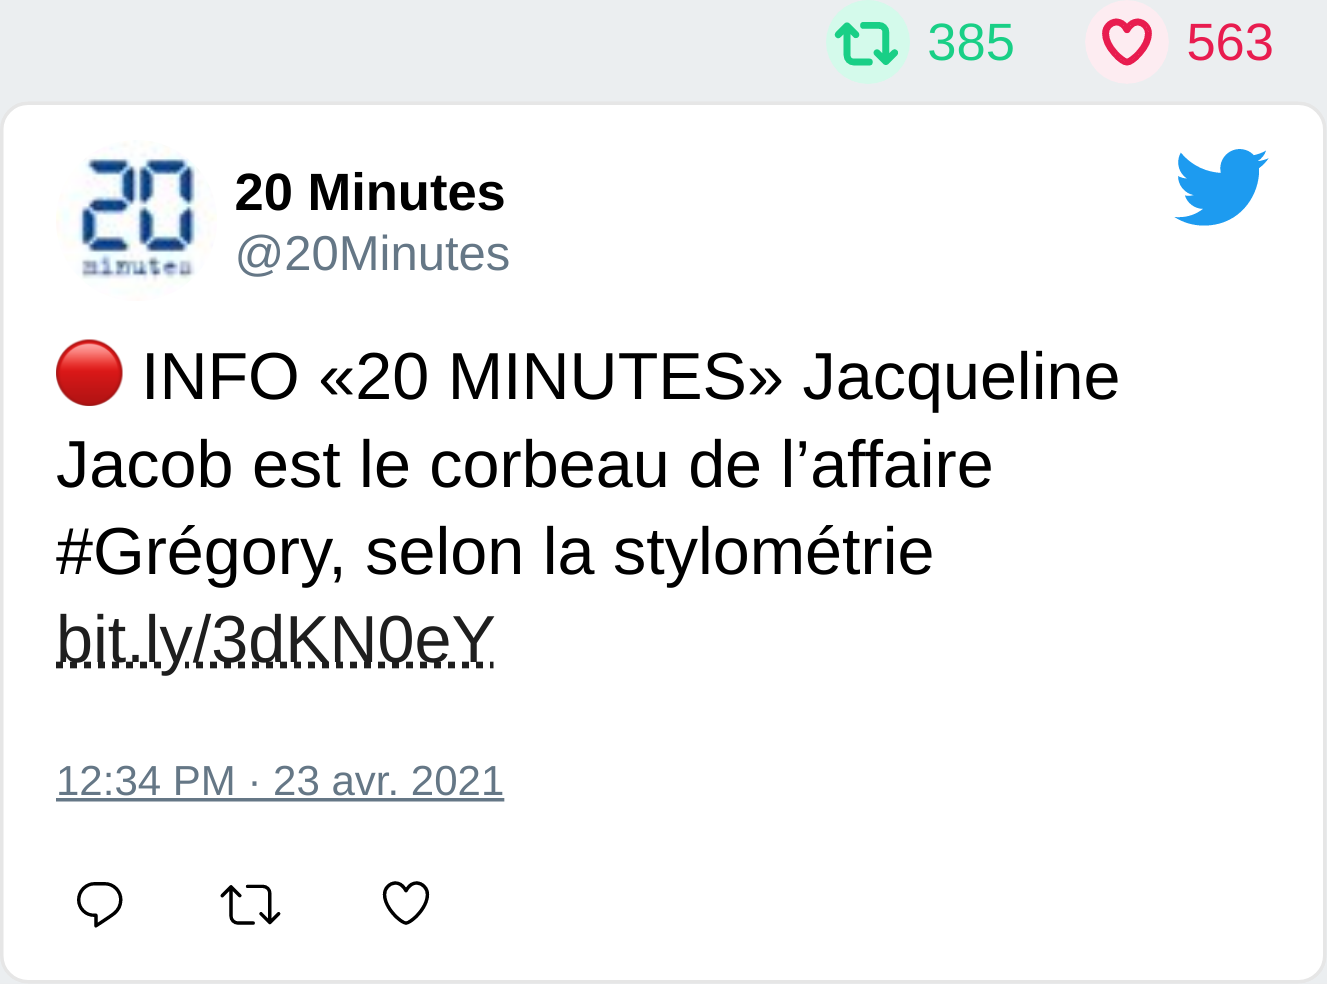 385 563
20
minutes
20 Minutes
@20Minutes
INFO «20 MINUTES» Jacqueline
Jacob est le corbeau de l’affaire
#Grégory, selon la stylométrie
bit.ly/3dKN0eY
12:34 PM · 23 avr. 2021